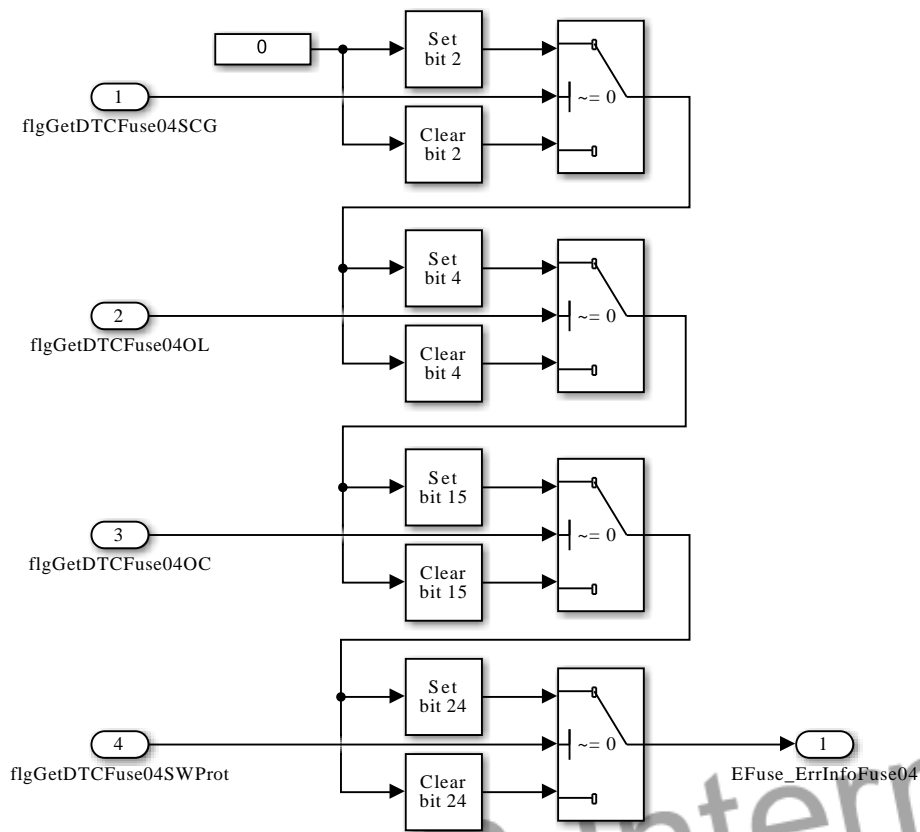 0
Set
bit 2
1
flgGetDTCFuse04SCG
~= 0
Clear
bit 2
Set
bit 4
2
flgGetDTCFuse04OL
~= 0
Clear
bit 4
Set
bit 15
3
flgGetDTCFuse04OC
~= 0
Clear
bit 15
Set
bit 24
4
flgGetDTCFuse04SWProt
~= 0
1
EFuse_ErrInfoFuse04
Clear
bit 24